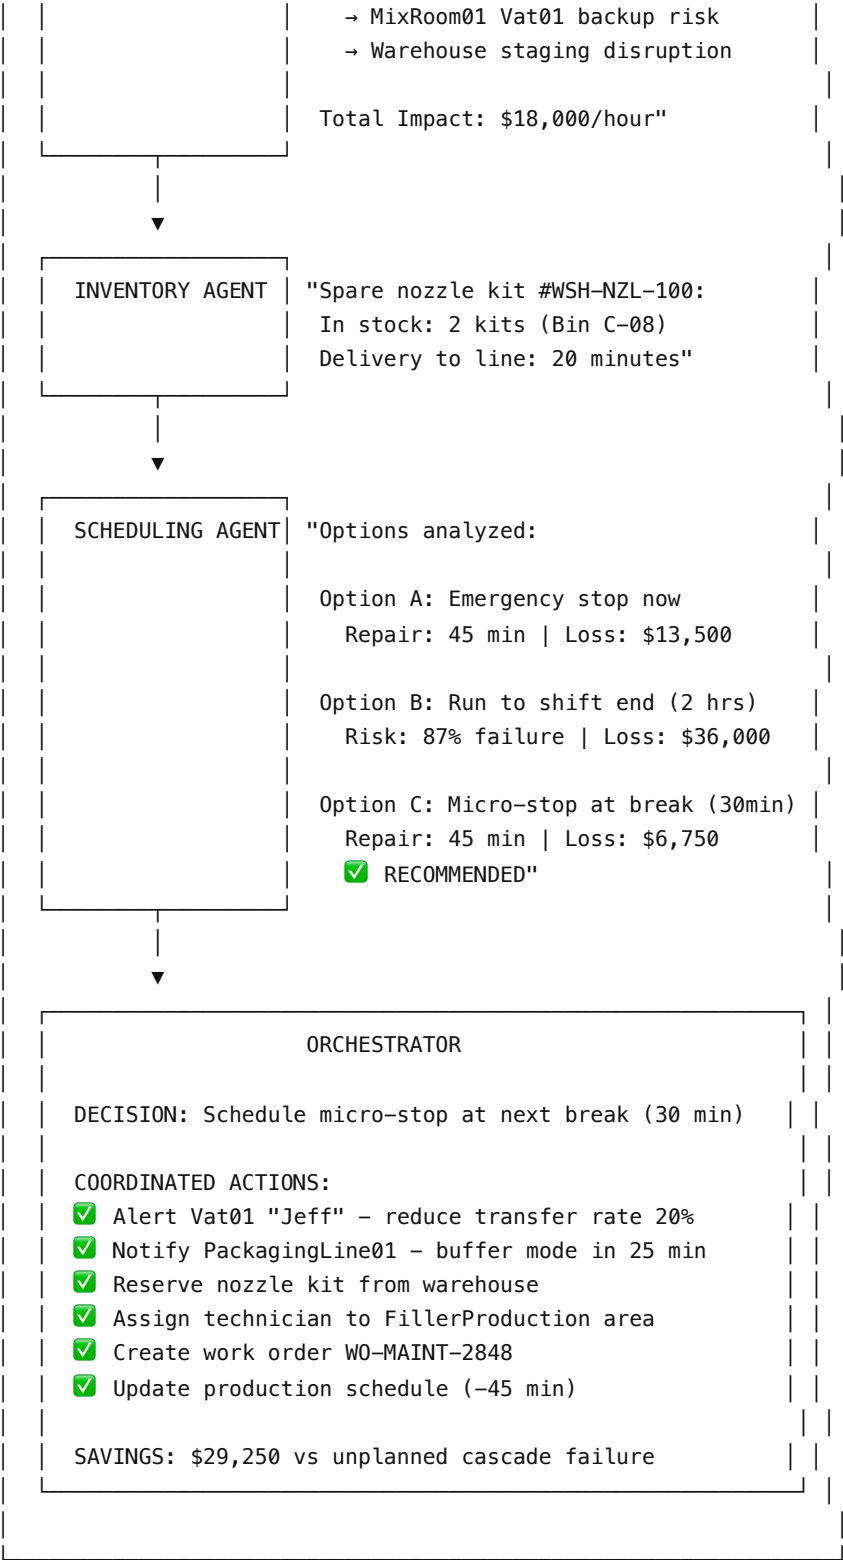 → MixRoom01 Vat01 backup risk
→ Warehouse staging disruption
Total Impact: $18,000/hour"
▼
INVENTORY AGENT "Spare nozzle kit #WSH-NZL-100:
In stock: 2 kits (Bin C-08)
Delivery to line: 20 minutes"
▼
SCHEDULING AGENT "Options analyzed:
Option A: Emergency stop now
Repair: 45 min | Loss: $13,500
Option B: Run to shift end (2 hrs)
Risk: 87% failure | Loss: $36,000
Option C: Micro-stop at break (30min)
Repair: 45 min | Loss: $6,750
✅ RECOMMENDED"
▼
ORCHESTRATOR
DECISION: Schedule micro-stop at next break (30 min)
COORDINATED ACTIONS:
✅ Alert Vat01 "Jeff" - reduce transfer rate 20%
✅ Notify PackagingLine01 - buffer mode in 25 min
✅ Reserve nozzle kit from warehouse
✅ Assign technician to FillerProduction area
✅ Create work order WO-MAINT-2848
✅ Update production schedule (-45 min)
SAVINGS: $29,250 vs unplanned cascade failure